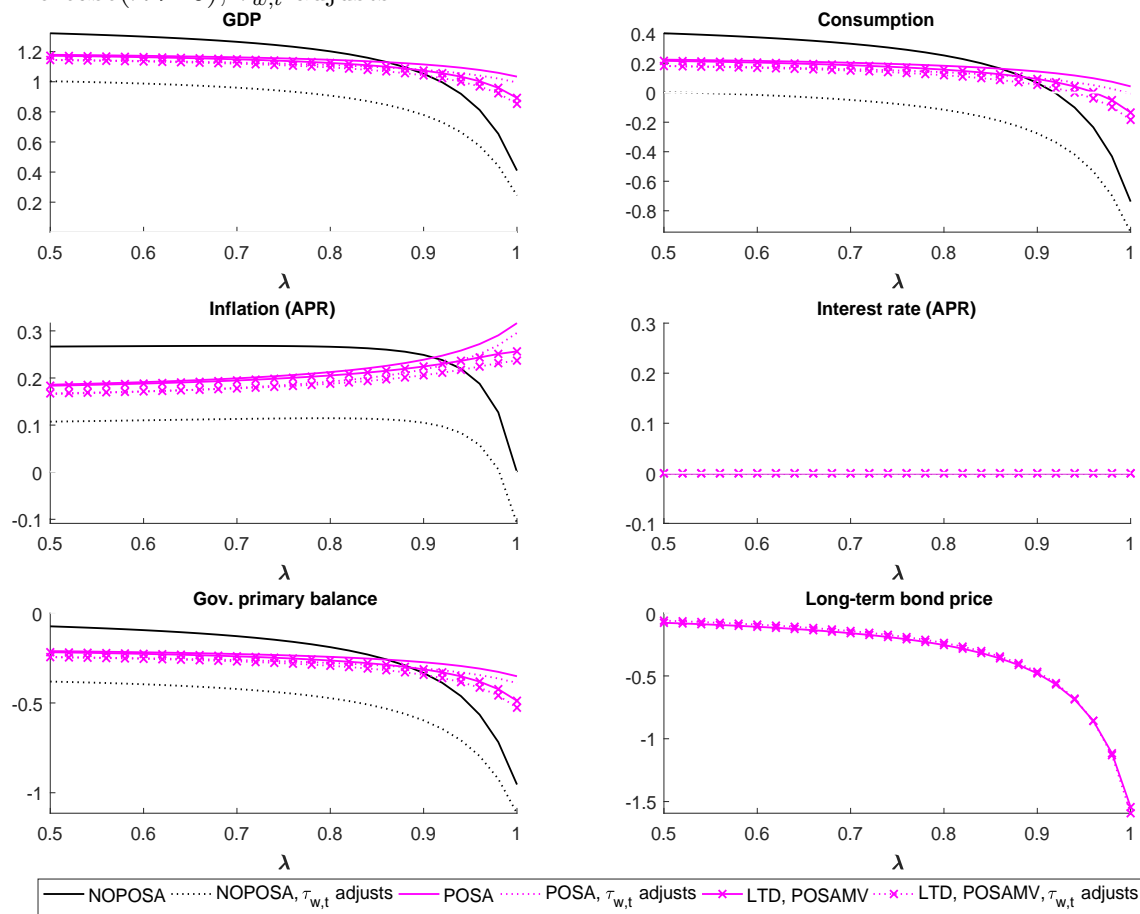 GDP
Consumption
1.2
1
0.8
0.6
0.4
0.2
0.4
0.2
0
-0.2
-0.4
-0.6
-0.8
0.5 0.6 0.7 0.8 0.9 1
0.5 0.6 0.7 0.8 0.9 1
λ
λ
Inflation (APR)
Interest rate (APR)
0.3
0.2
0.1
0
-0.1
0.3
0.2
0.1
0
-0.1
0.5 0.6 0.7 0.8 0.9 1
0.5 0.6 0.7 0.8 0.9 1
λ
λ
Gov. primary balance
Long-term bond price
0
-0.5
-1
0
-0.5
-1
-1.5
0.5 0.6 0.7 0.8 0.9 1
0.5 0.6 0.7 0.8 0.9 1
λ
λ
NOPOSA NOPOSA, τw,t adjusts POSA POSA, τw,t adjusts LTD, POSAMV LTD, POSAMV, τw,t adjusts